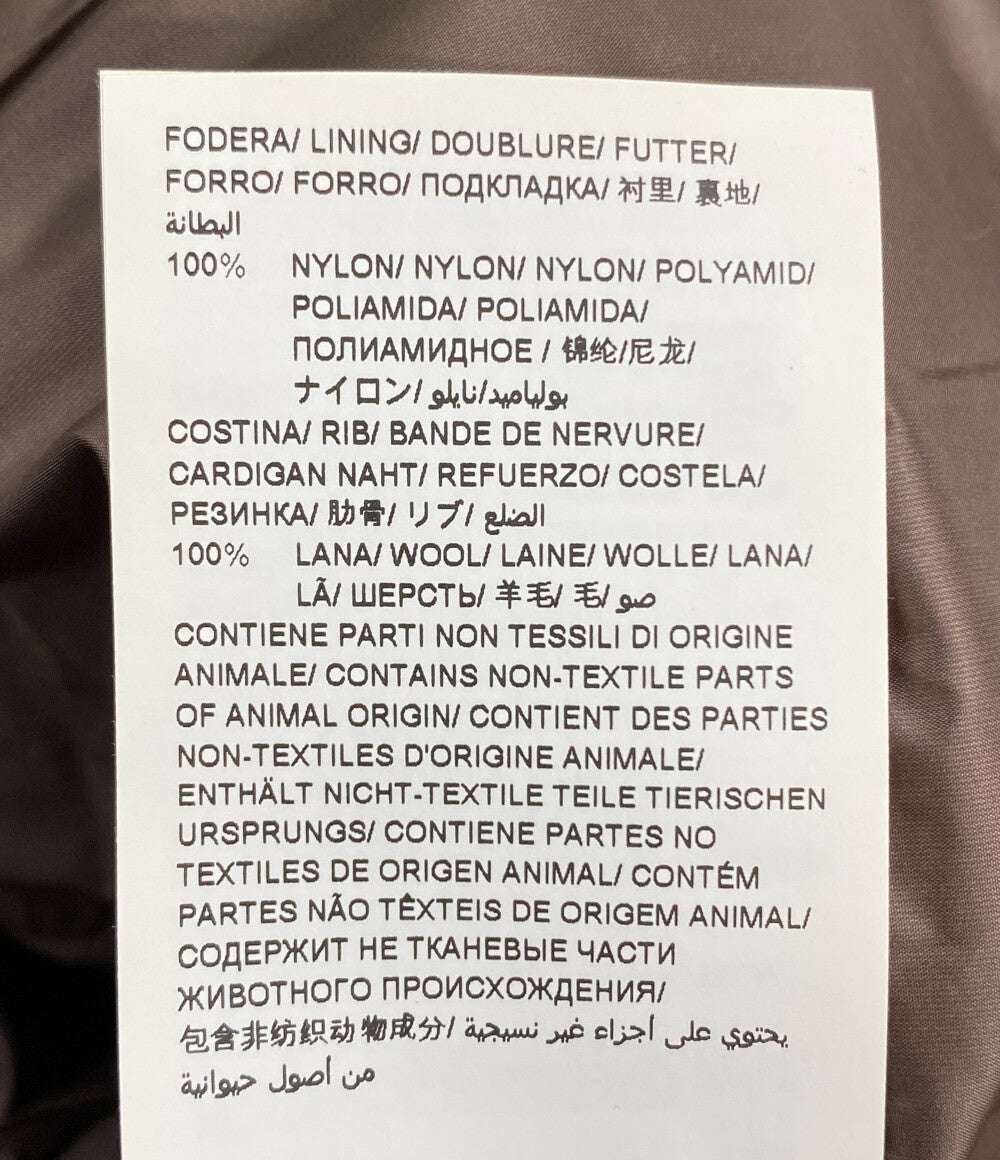 FODERA/ LINING/ DOUBLURE/ FUTTER/
FORRO/ FORRO/ ПОДКЛАДКА/ 衬里/ 裏地/
البطانة
100% NYLON/ NYLON/ NYLON/ POLYAMID/
POLIAMIDA/ POLIAMIDA/
ПОЛИАМИДНОЕ / 锦纶/尼龙/
ナイロン/ بولياميد/نايلو
COSTINA/ RIB/ BANDE DE NERVURE/
CARDIGAN NAHT/ REFUERZO/ COSTELA/
РЕЗИНКА/ 肋骨/ リブ/ الضلع
100% LANA/ WOOL/ LAINE/ WOLLE/ LANA/
LÃ/ ШЕРСТЬ/ 羊毛/ 毛/ صو
CONTIENE PARTI NON TESSILI DI ORIGINE
ANIMALE/ CONTAINS NON-TEXTILE PARTS
OF ANIMAL ORIGIN/ CONTIENT DES PARTIES
NON-TEXTILES D'ORIGINE ANIMALE/
ENTHÄLT NICHT-TEXTILE TEILE TIERISCHEN
URSPRUNGS/ CONTIENE PARTES NO
TEXTILES DE ORIGEN ANIMAL/ CONTÉM
PARTES NÃO TÊXTEIS DE ORIGEM ANIMAL/
СОДЕРЖИТ НЕ ТКАНЕВЫЕ ЧАСТИ
ЖИВОТНОГО ПРОИСХОЖДЕНИЯ/
包含非纺织动物成分/ يحتوي على أجزاء غير نسيجية
من أصول حيوانية